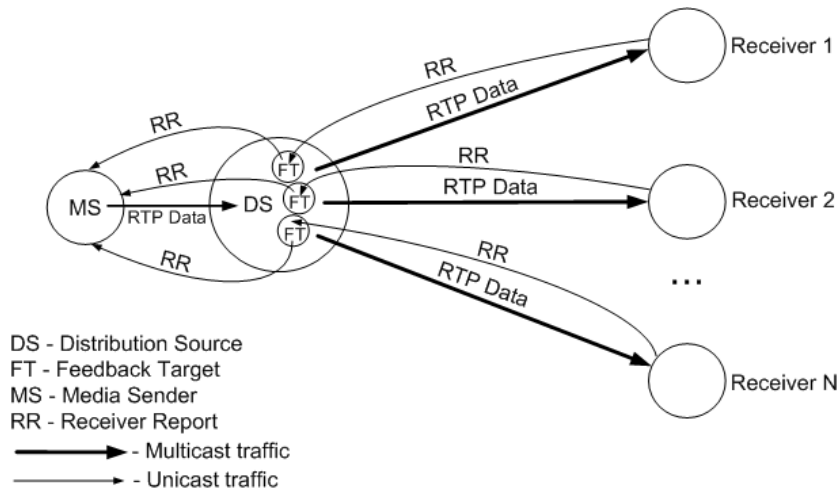 Receiver 1
RR
RTP Data
RR
FT
RR
RR
RTP Data
Receiver 2
MS
RTP Data
DS
FT
FT
RR
RR
RTP Data
...
Receiver N
DS - Distribution Source
FT - Feedback Target
MS - Media Sender
RR - Receiver Report
- Multicast traffic
- Unicast traffic